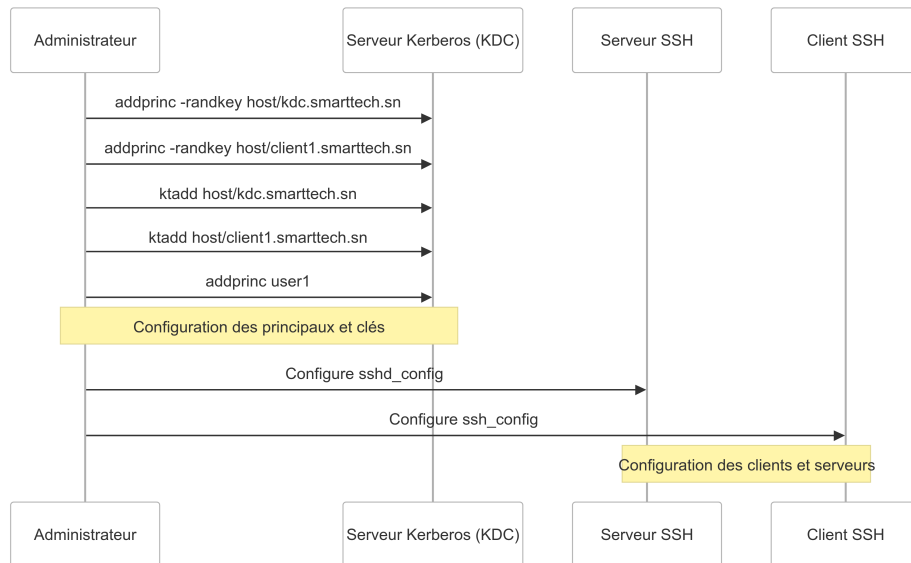 Administrateur
Serveur Kerberos (KDC)
Serveur SSH
Client SSH
addprinc -randkey host/kdc.smarttech.sn
addprinc -randkey host/client1.smarttech.sn
ktadd host/kdc.smarttech.sn
ktadd host/client1.smarttech.sn
addprinc user1
Configuration des principaux et clés
Configure sshd_config
Configure ssh_config
Configuration des clients et serveurs
Administrateur
Serveur Kerberos (KDC)
Serveur SSH
Client SSH